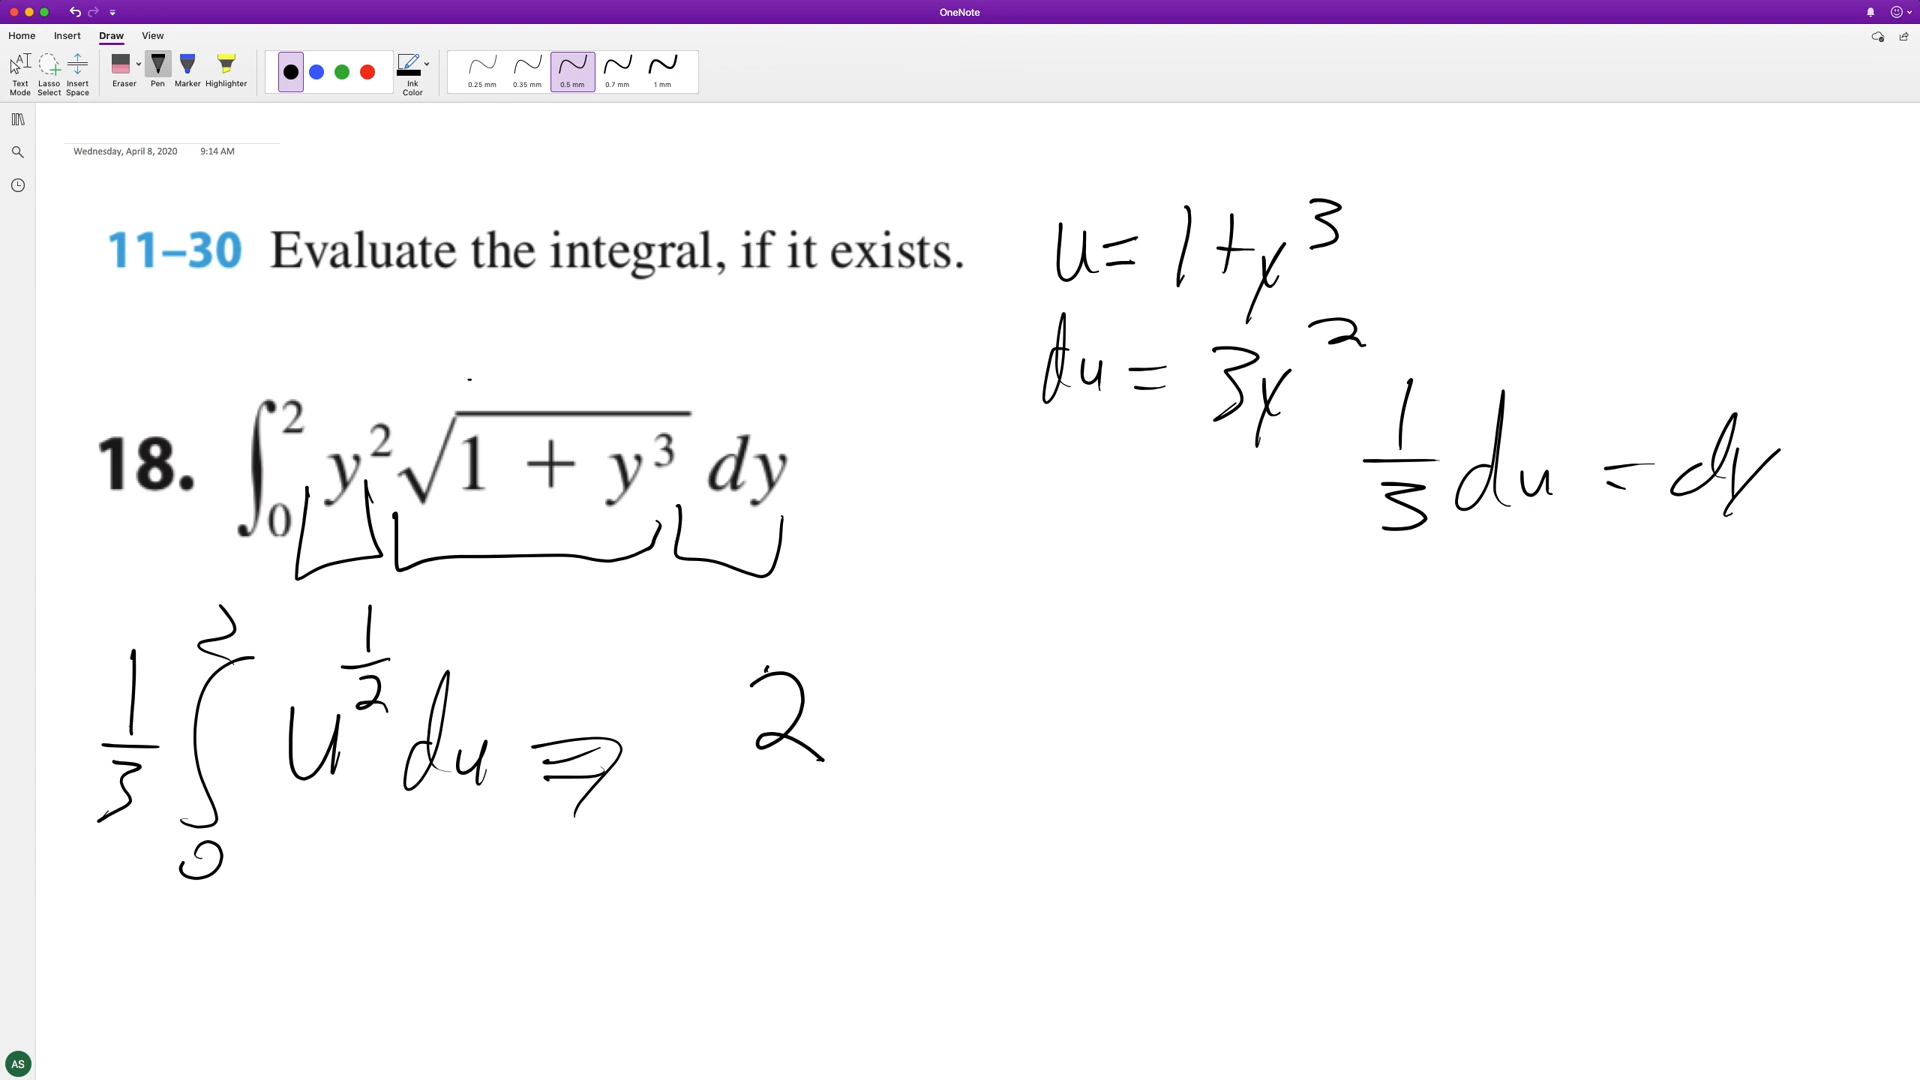 OneNote
Home Insert Draw View
Text Mode Lasso Select Insert Space Eraser Pen Marker Highlighter Ink Color 0.25 mm 0.35 mm 0.5 mm 0.7 mm 1 mm
Wednesday, April 8, 2020 9:14 AM
11–30 Evaluate the integral, if it exists.
u = 1 + y³
du = 3y²
18. ∫₀² y² √(1 + y³) dy
1/3 du = dy
1/3 ∫₀² u^(1/2) du ⇒ 2
AS